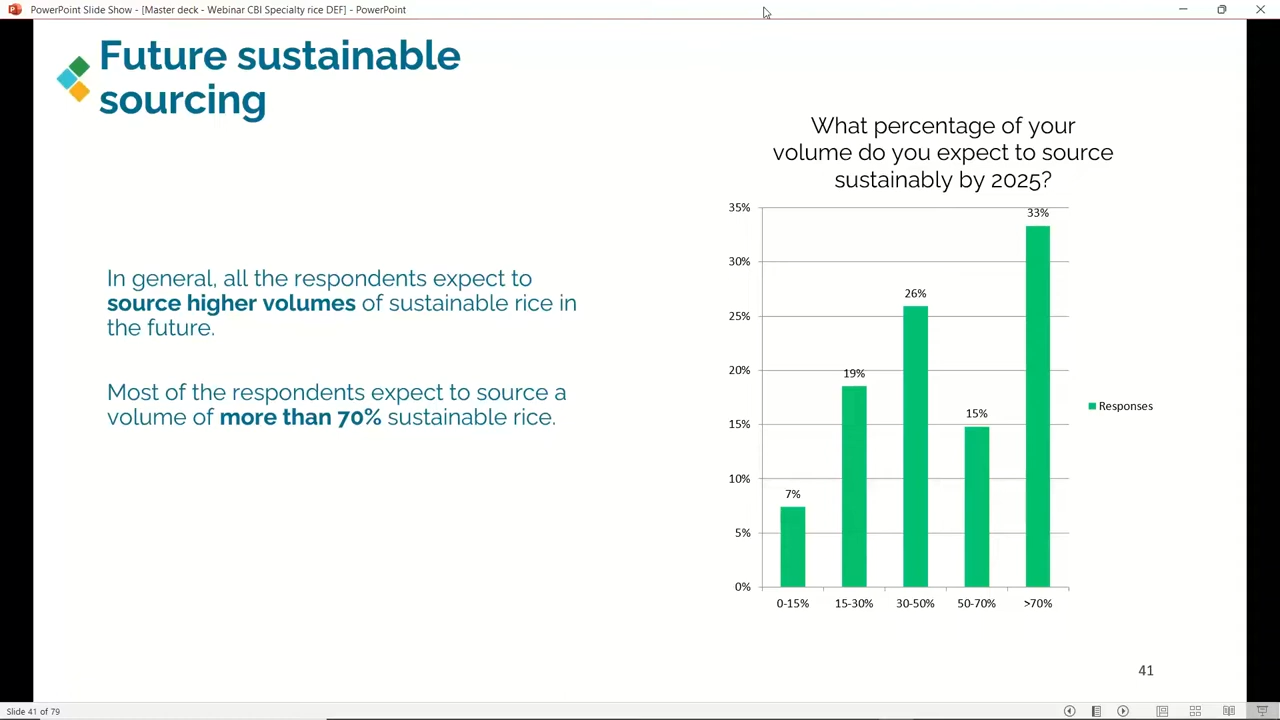 PowerPoint Slide Show - [Master deck - Webinar CBI Specialty rice DEF] - PowerPoint
Future sustainable
sourcing
In general, all the respondents expect to
source higher volumes of sustainable rice in
the future.
Most of the respondents expect to source a
volume of more than 70% sustainable rice.
What percentage of your
volume do you expect to source
sustainably by 2025?
35%
30%
25%
20%
15%
10%
5%
0%
7%
19%
26%
15%
33%
0-15%
15-30%
30-50%
50-70%
>70%
Responses
41
Slide 41 of 79